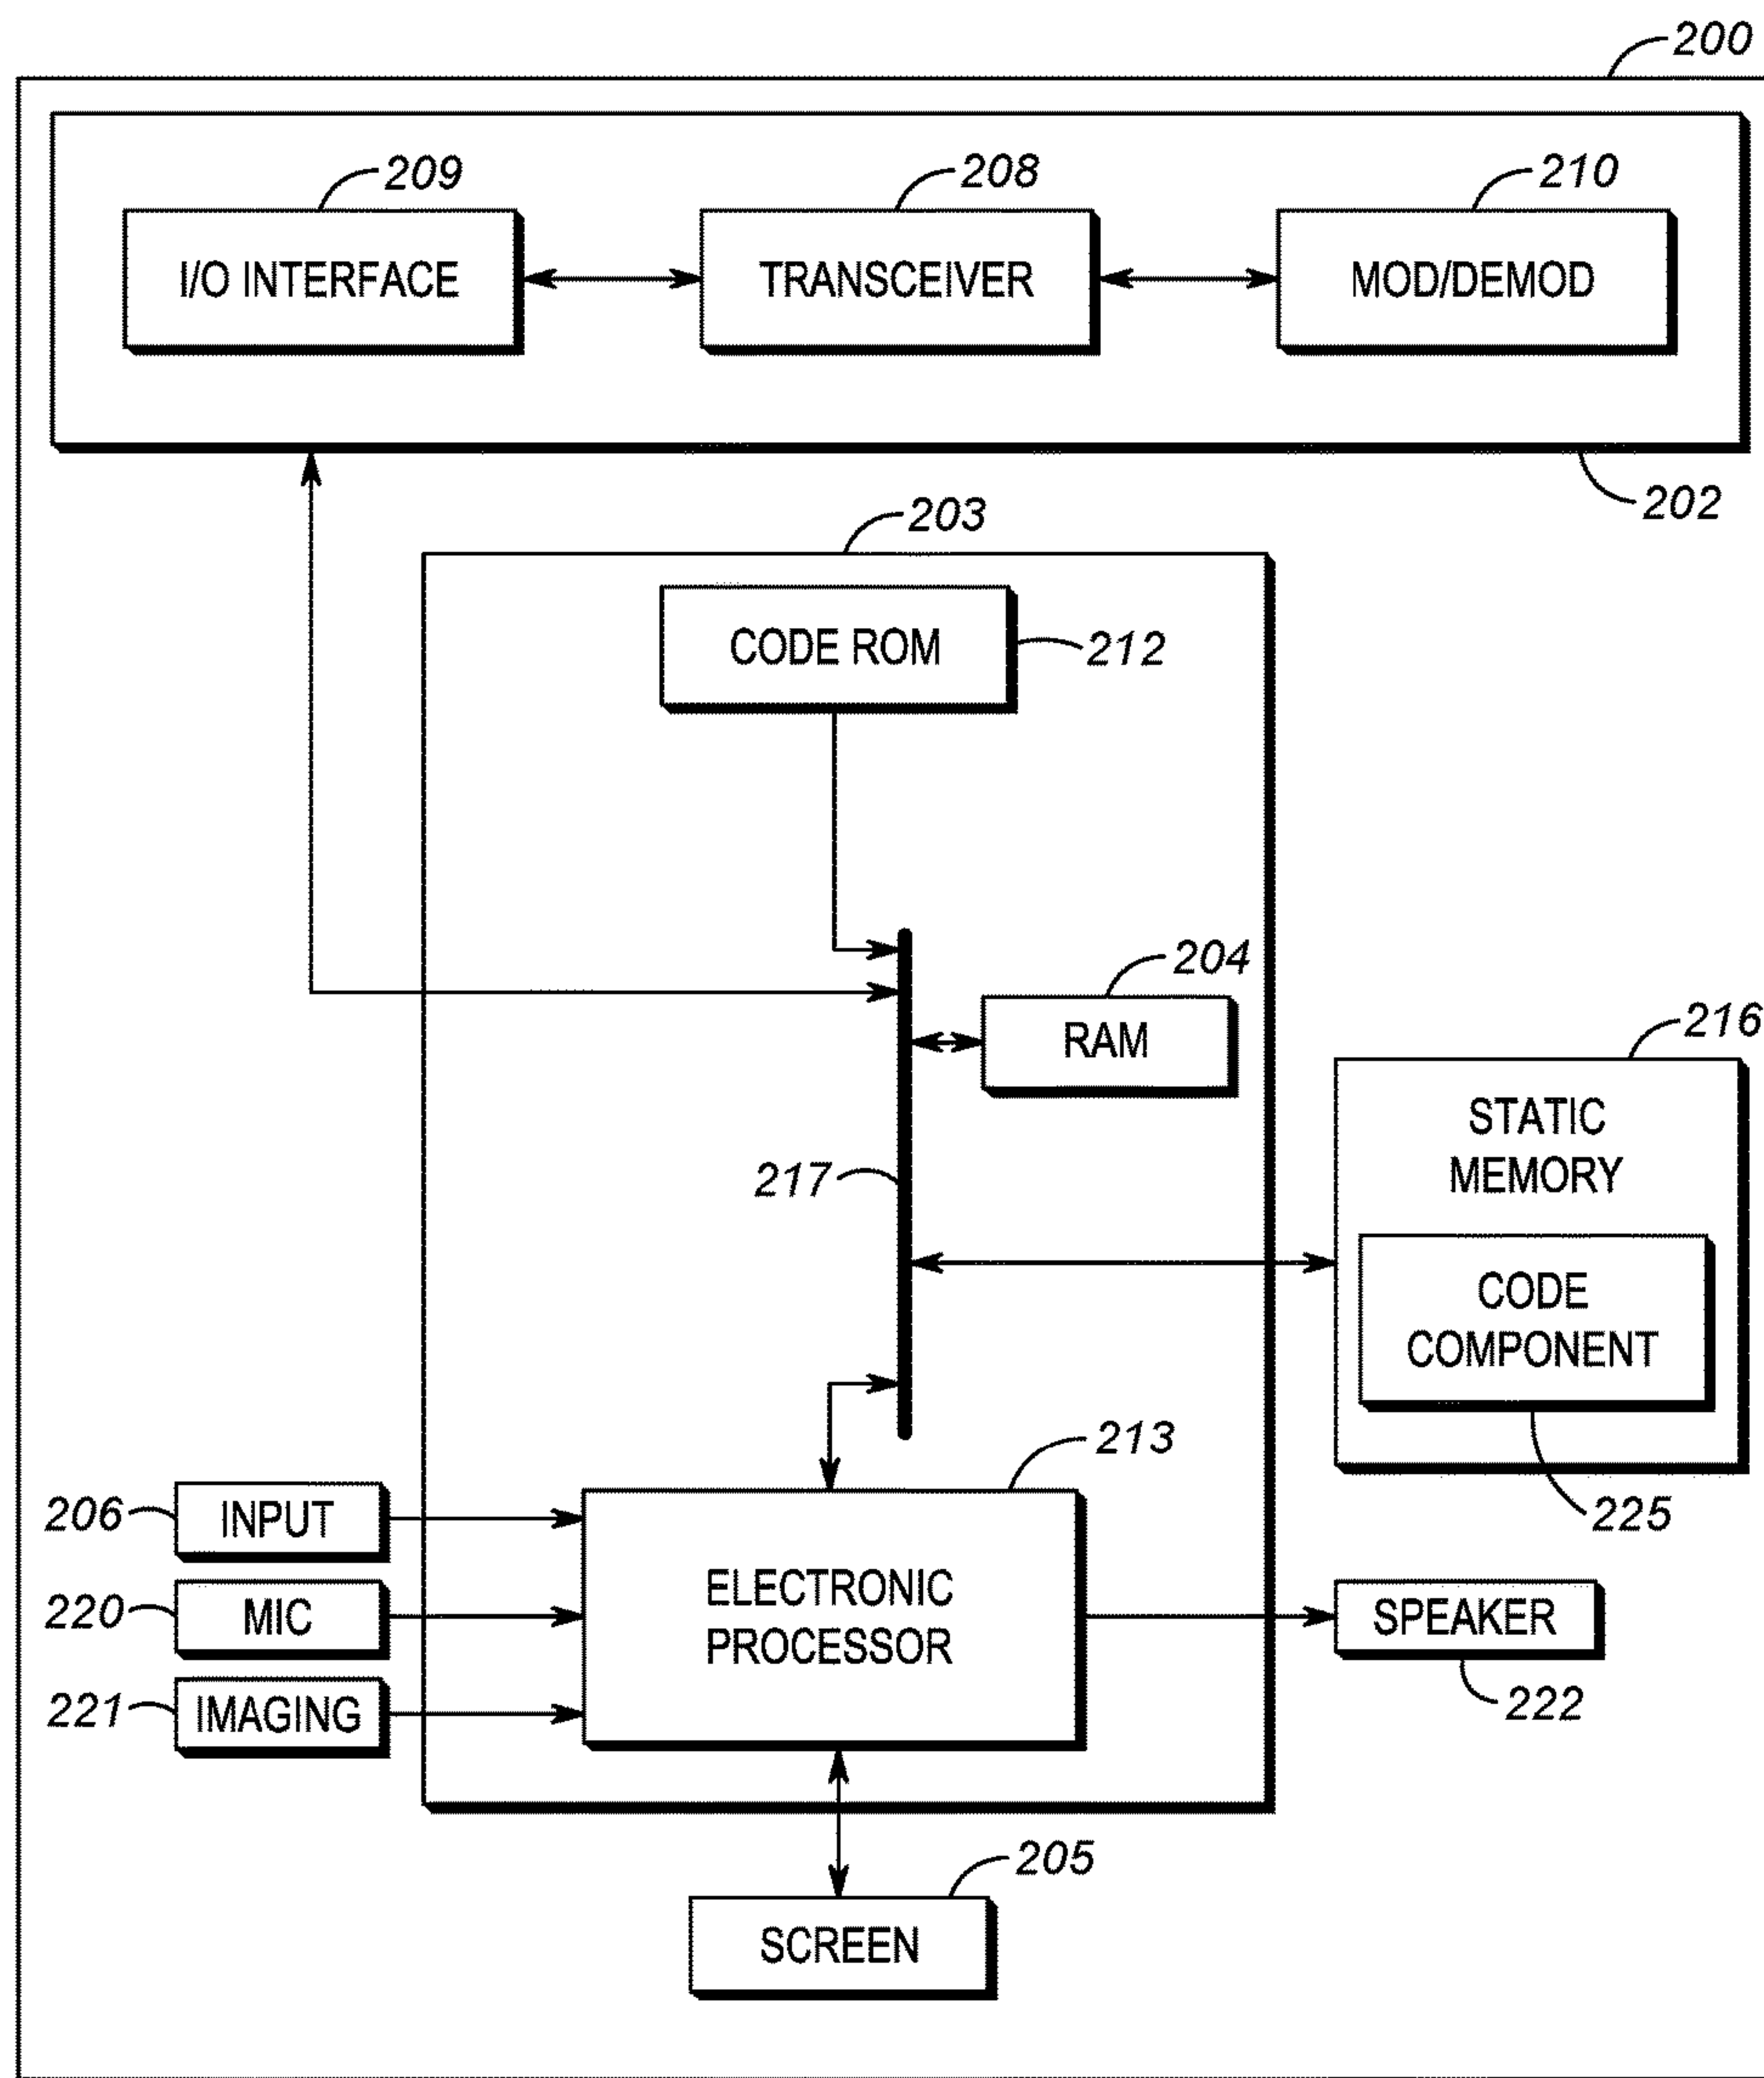 200
209
208
210
I/O INTERFACE
TRANSCEIVER
MOD/DEMOD
202
203
CODE ROM
212
204
RAM
216
STATIC
MEMORY
217
CODE
COMPONENT
213
225
206
INPUT
220
MIC
221
IMAGING
ELECTRONIC
PROCESSOR
SPEAKER
222
205
SCREEN